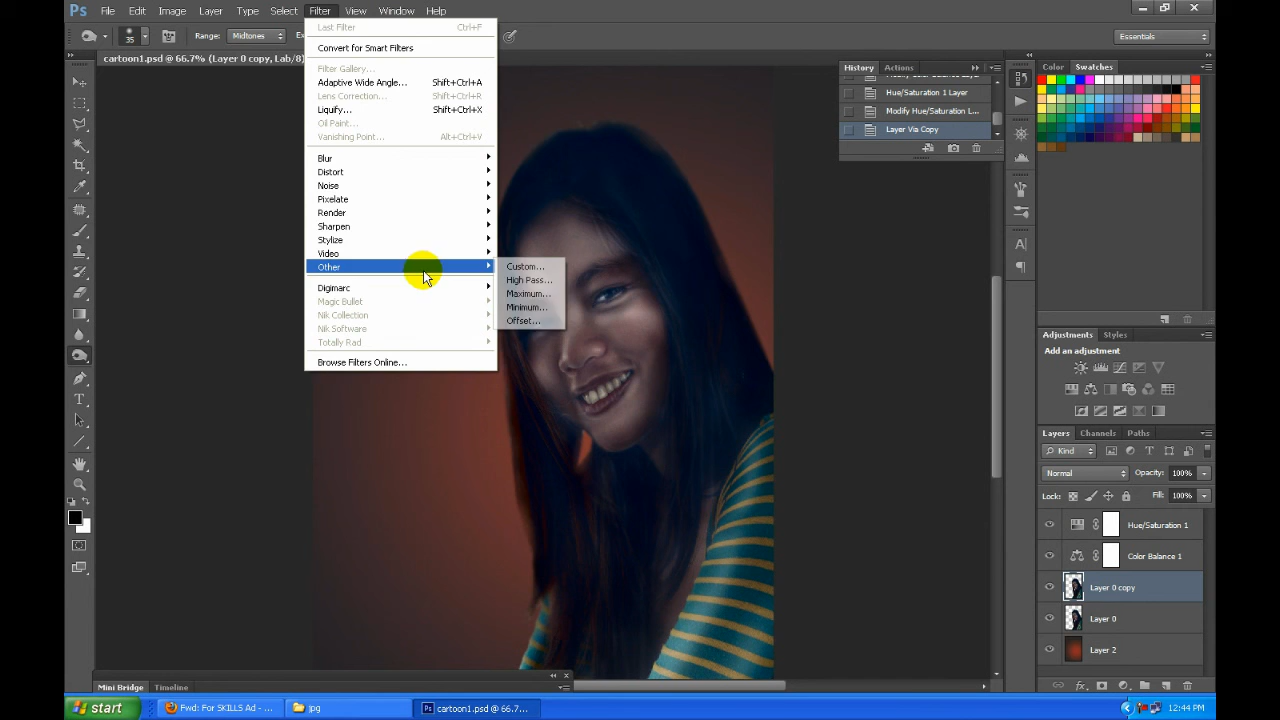 Ps File Edit Image Layer Type Select Filter View Window Help
35 Range: Midtones
Essentials
cartoon1.psd @ 66.7% (Layer 0 copy, Lab/8)
Last Filter Ctrl+F
Convert for Smart Filters
Filter Gallery...
Adaptive Wide Angle... Shift+Ctrl+A
Lens Correction... Shift+Ctrl+R
Liquify... Shift+Ctrl+X
Oil Paint...
Vanishing Point... Alt+Ctrl+V
Blur
Distort
Noise
Pixelate
Render
Sharpen
Stylize
Video
Other
Digimarc
Magic Bullet
Nik Collection
Nik Software
Totally Rad
Browse Filters Online...
Custom...
High Pass...
Maximum...
Minimum...
Offset...
History Actions
Hue/Saturation 1 Layer
Modify Hue/Saturation L...
Layer Via Copy
Color Swatches
Adjustments Styles
Add an adjustment
Layers Channels Paths
Kind
Normal Opacity: 100%
Lock: Fill: 100%
Hue/Saturation 1
Color Balance 1
Layer 0 copy
Layer 0
Layer 2
Mini Bridge Timeline
start Fwd: For SKILLS Ad - ... jpg cartoon1.psd @ 66.7... 12:44 PM